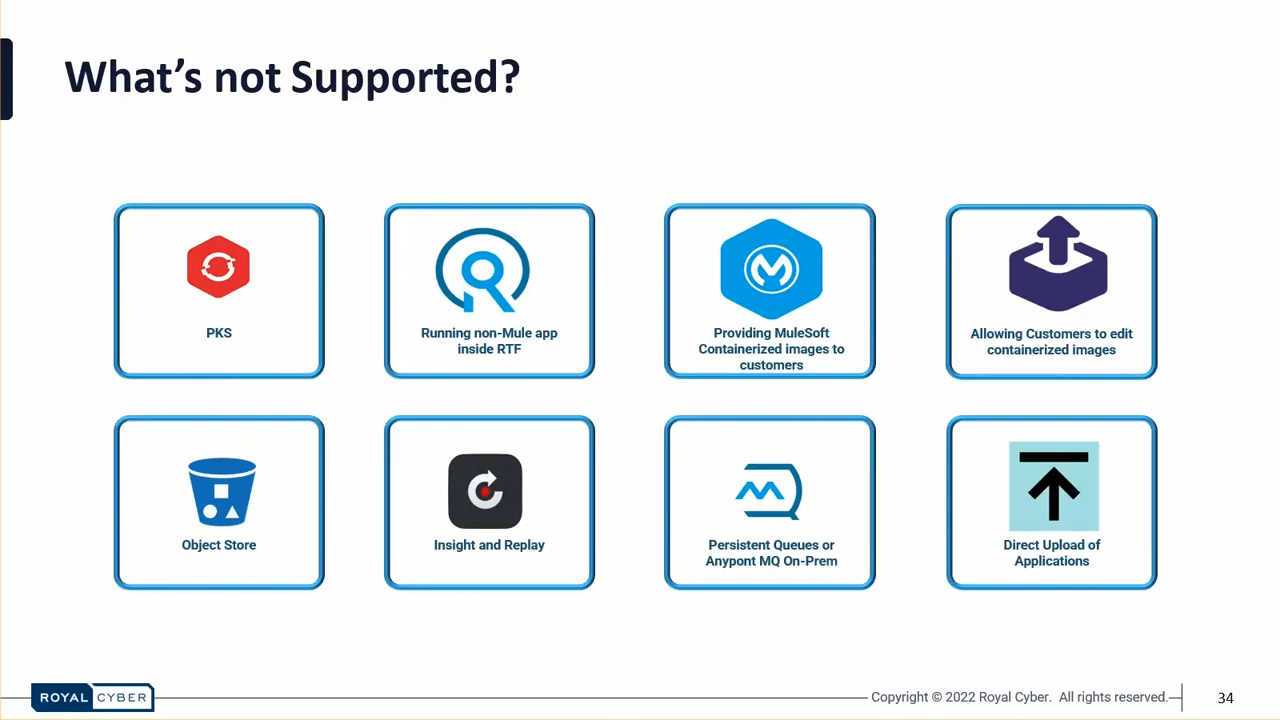 What's not Supported?
PKS
Running non-Mule app
inside RTF
Providing MuleSoft
Containerized images to
customers
Allowing Customers to edit
containerized images
Object Store
Insight and Replay
Persistent Queues or
Anypont MQ On-Prem
Direct Upload of
Applications
ROYAL CYBER
Copyright © 2022 Royal Cyber. All rights reserved.
34